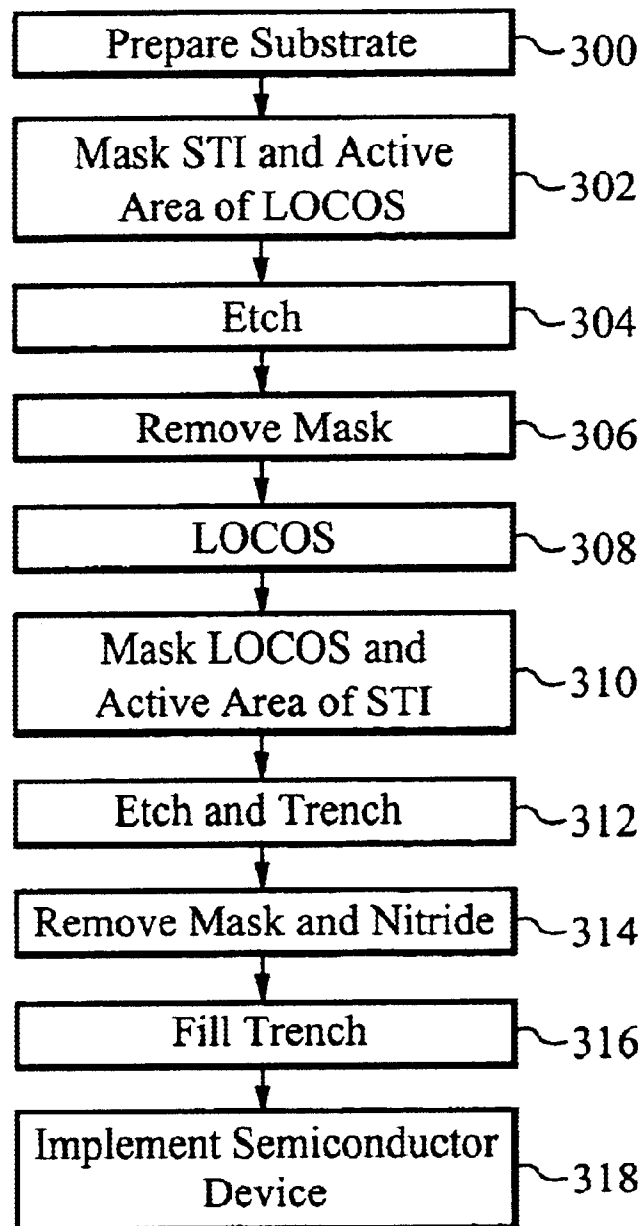 Prepare Substrate
300
Mask STI and Active
Area of LOCOS
302
Etch
304
Remove Mask
306
LOCOS
308
Mask LOCOS and
Active Area of STI
310
Etch and Trench
312
Remove Mask and Nitride
314
Fill Trench
316
Implement Semiconductor
Device
318